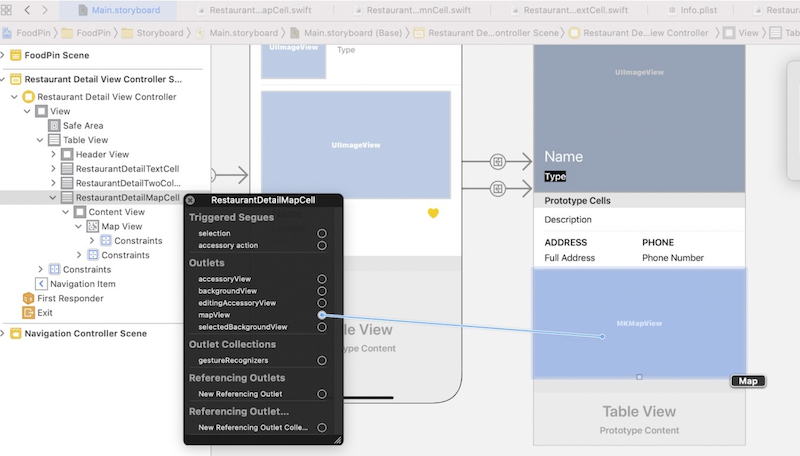 Main.storyboard
Restaurant...apCell.swift
Restaurant...mnCell.swift
Restaurant...extCell.swift
Info.plist
Resta
FoodPin
FoodPin
Storyboard
Main.storyboard
Main.storyboard (Base)
Restaurant De...ontroller Scene
Restaurant De...iew Controller
View
Tab
FoodPin Scene
Restaurant Detail View Controller S...
Restaurant Detail View Controller
View
Safe Area
Table View
Header View
RestaurantDetailTextCell
RestaurantDetailTwoCol...
RestaurantDetailMapCell
Content View
Map View
Constraints
Constraints
Constraints
Navigation Item
First Responder
Exit
Navigation Controller Scene
Type
UIImageView
Table View
Prototype Content
RestaurantDetailMapCell
Triggered Segues
selection
accessory action
Outlets
accessoryView
backgroundView
editingAccessoryView
mapView
selectedBackgroundView
Outlet Collections
gestureRecognizers
Referencing Outlets
New Referencing Outlet
Referencing Outlet...
New Referencing Outlet Colle...
UIImageView
Name
Type
Prototype Cells
Description
ADDRESS PHONE
Full Address Phone Number
MKMapView
Map
Table View
Prototype Content